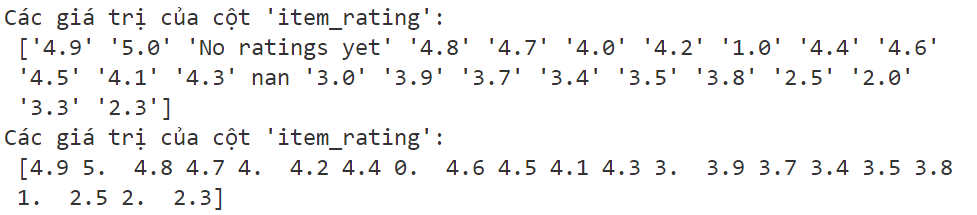 Các giá trị của cột 'item_rating':
['4.9' '5.0' 'No ratings yet' '4.8' '4.7' '4.0' '4.2' '1.0' '4.4' '4.6'
'4.5' '4.1' '4.3' nan '3.0' '3.9' '3.7' '3.4' '3.5' '3.8' '2.5' '2.0'
'3.3' '2.3']
Các giá trị của cột 'item_rating':
[4.9 5.  4.8 4.7 4.  4.2 4.4 0.  4.6 4.5 4.1 4.3 3.  3.9 3.7 3.4 3.5 3.8
1.  2.5 2.  2.3]